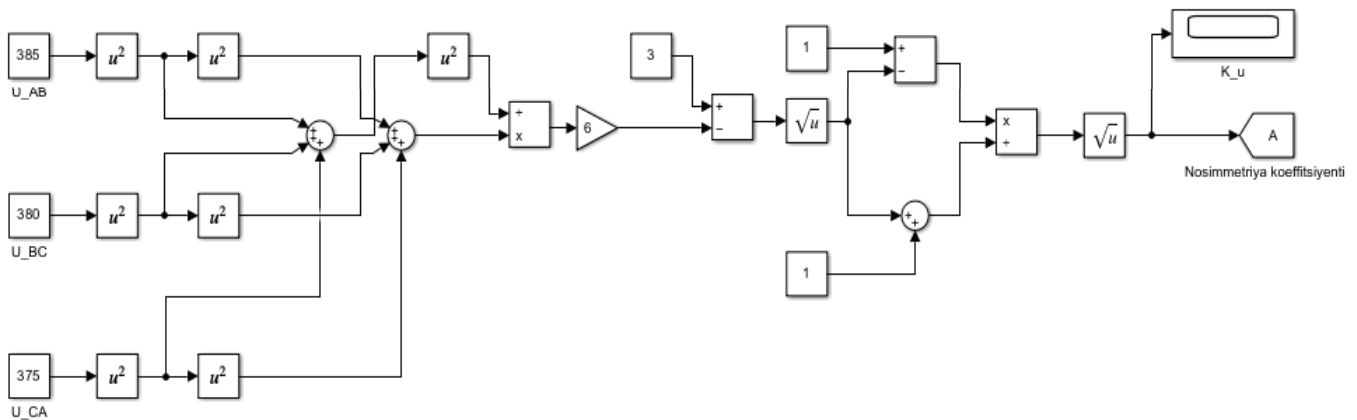 385
u²
u²
U_AB
+
+
+
u²
+
+
+
÷
x
6
3
+
−
√u
1
+
−
x
÷
√u
K_u
A
Nosimmetriya koeffitsiyenti
380
u²
u²
U_BC
+
+
1
375
u²
u²
U_CA